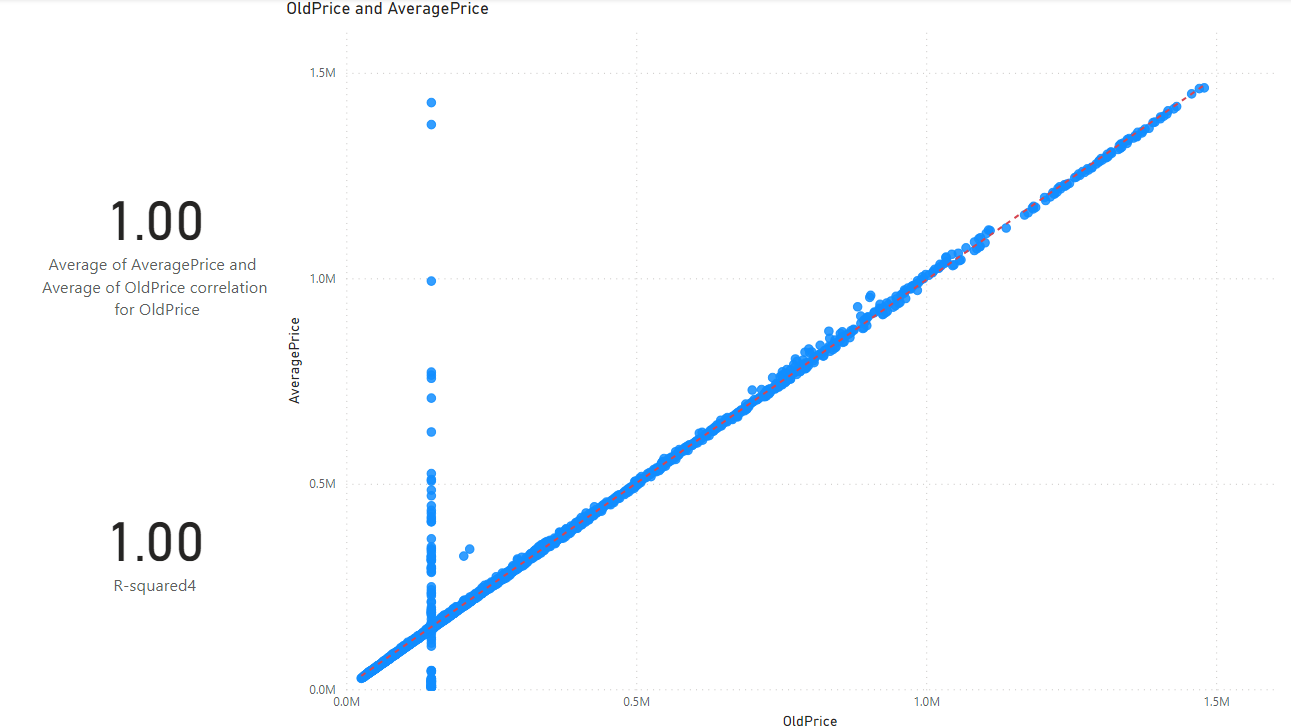 OldPrice and AveragePrice
1.00
Average of AveragePrice and
Average of OldPrice correlation
for OldPrice
1.00
R-squared4
AveragePrice
1.5M
1.0M
0.5M
0.0M
0.0M
0.5M
1.0M
1.5M
OldPrice